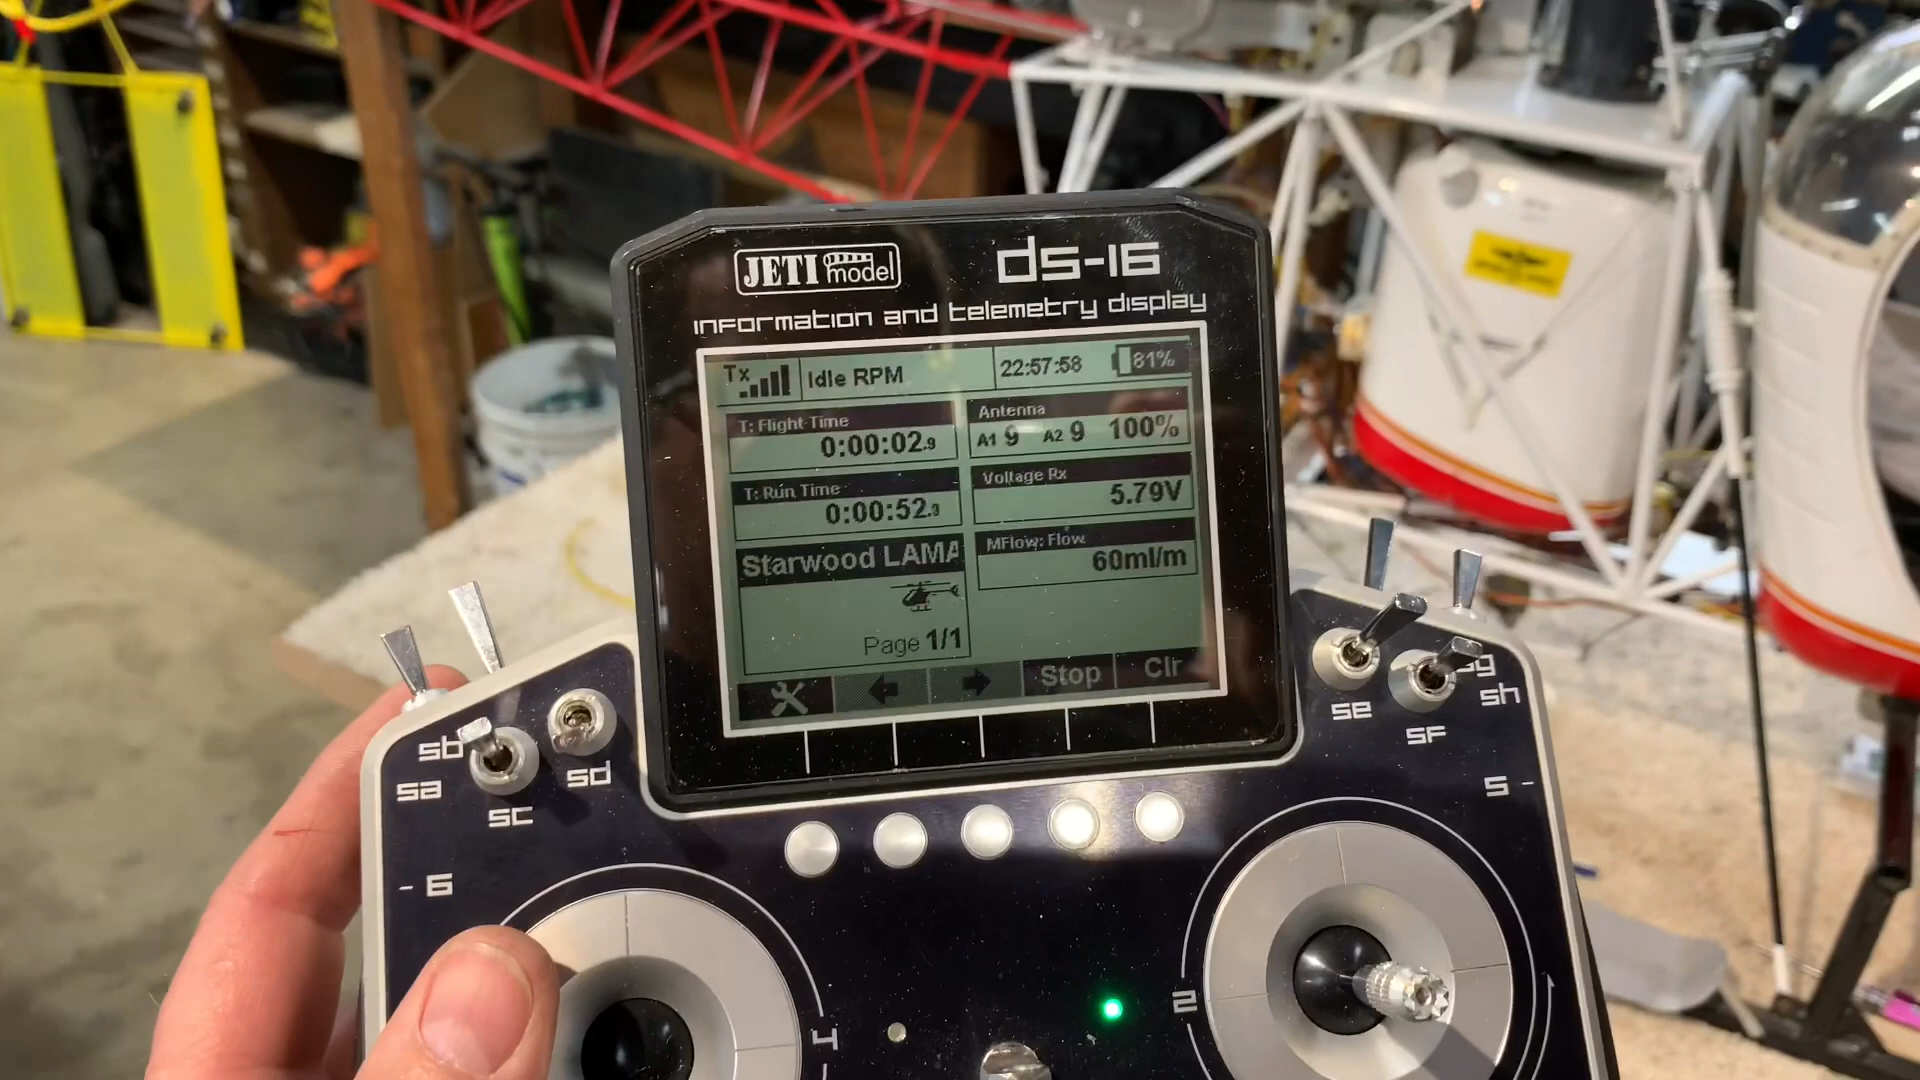 JETI model
ds-16
information and telemetry display
Tx Idle RPM 22:57:58 81%
T: Flight Time
0:00:02.9
Antenna
A1 9 A2 9 100%
T: Run Time
0:00:52.3
Voltage Rx
5.79V
Starwood LAMA
MFlow: Flow
60ml/m
Page 1/1
Stop Clr
sb
sa
sc
sd
se
sf
sg
sh
5 -
- 6
4
2